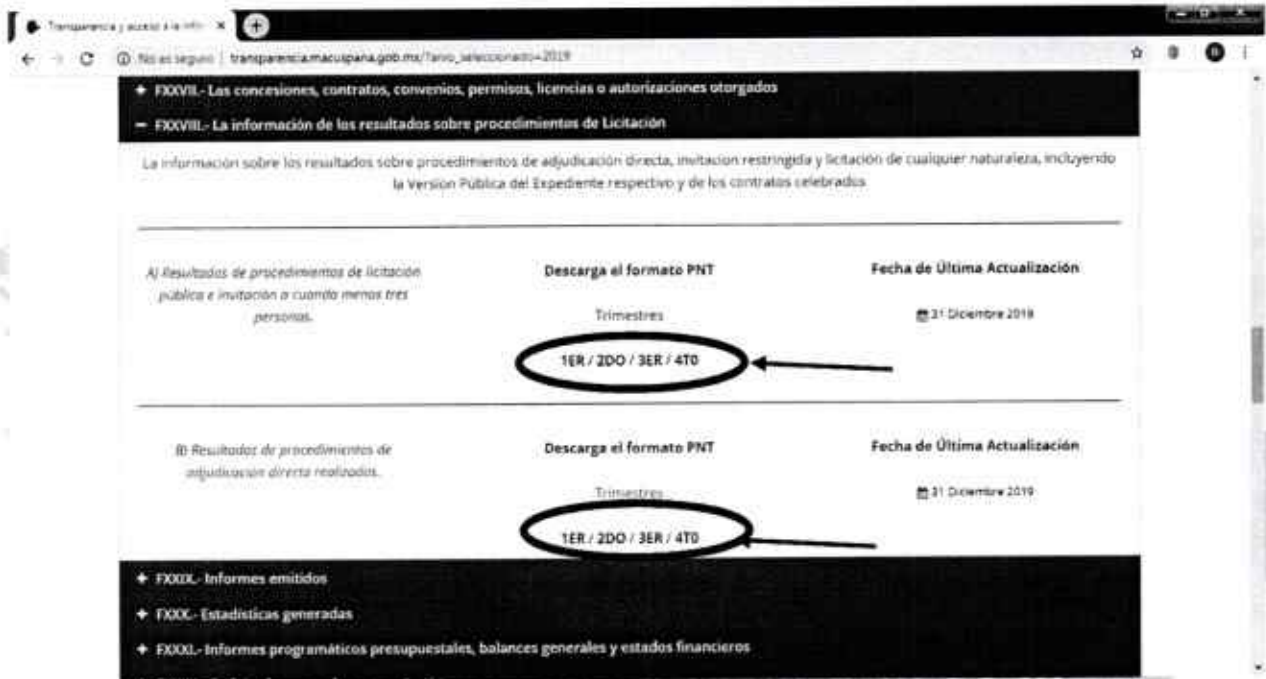 Transparencia y acceso a la info
No es seguro | transparencia.macuspana.gob.mx/?anio_seleccionado=2019
+ FXXVII.- Las concesiones, contratos, convenios, permisos, licencias o autorizaciones otorgados
− FXXVIII.- La información de los resultados sobre procedimientos de Licitación
La información sobre los resultados sobre procedimientos de adjudicación directa, invitación restringida y licitación de cualquier naturaleza, incluyendo
la Versión Pública del Expediente respectivo y de los contratos celebrados
A) Resultados de procedimientos de licitación
pública e invitación a cuando menos tres
personas.
Descarga el formato PNT
Trimestres
1ER / 2DO / 3ER / 4T0
Fecha de Última Actualización
31 Diciembre 2019
B) Resultados de procedimientos de
adjudicación directa realizados.
Descarga el formato PNT
Trimestres
1ER / 2DO / 3ER / 4T0
Fecha de Última Actualización
31 Diciembre 2019
+ FXXIX.- Informes emitidos
+ FXXX.- Estadísticas generadas
+ FXXXI.- Informes programáticos presupuestales, balances generales y estados financieros